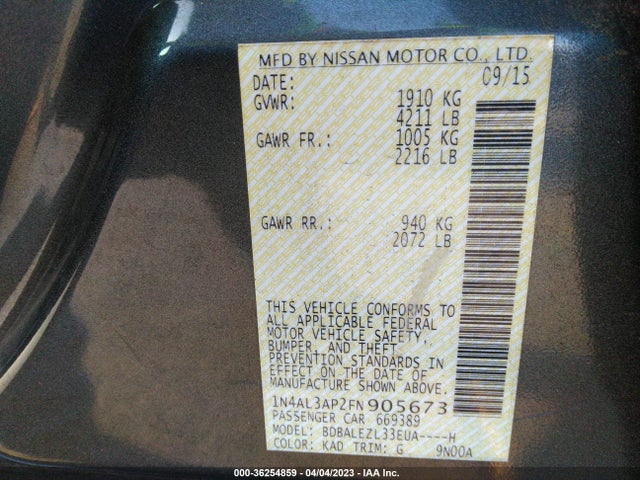 MFD BY NISSAN MOTOR CO., LTD.
DATE: 09/15
GVWR: 1910 KG
4211 LB
GAWR FR.: 1005 KG
2216 LB
GAWR RR.: 940 KG
2072 LB
THIS VEHICLE CONFORMS TO
ALL APPLICABLE FEDERAL
MOTOR VEHICLE SAFETY,
BUMPER, AND THEFT
PREVENTION STANDARDS IN
EFFECT ON THE DATE OF
MANUFACTURE SHOWN ABOVE.
1N4AL3AP2FN905673
PASSENGER CAR 669389
MODEL: BDBALEZL33EUA----H
COLOR: KAD TRIM: G 9N00A
000-36254859 - 04/04/2023 - IAA Inc.